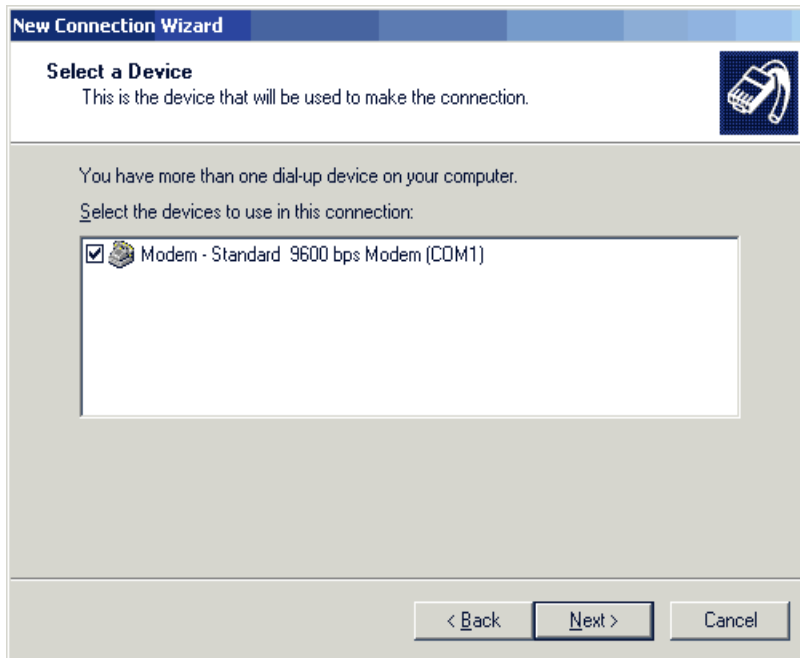 New Connection Wizard
Select a Device
This is the device that will be used to make the connection.
You have more than one dial-up device on your computer.
Select the devices to use in this connection:
Modem - Standard 9600 bps Modem (COM1)
< Back Next > Cancel